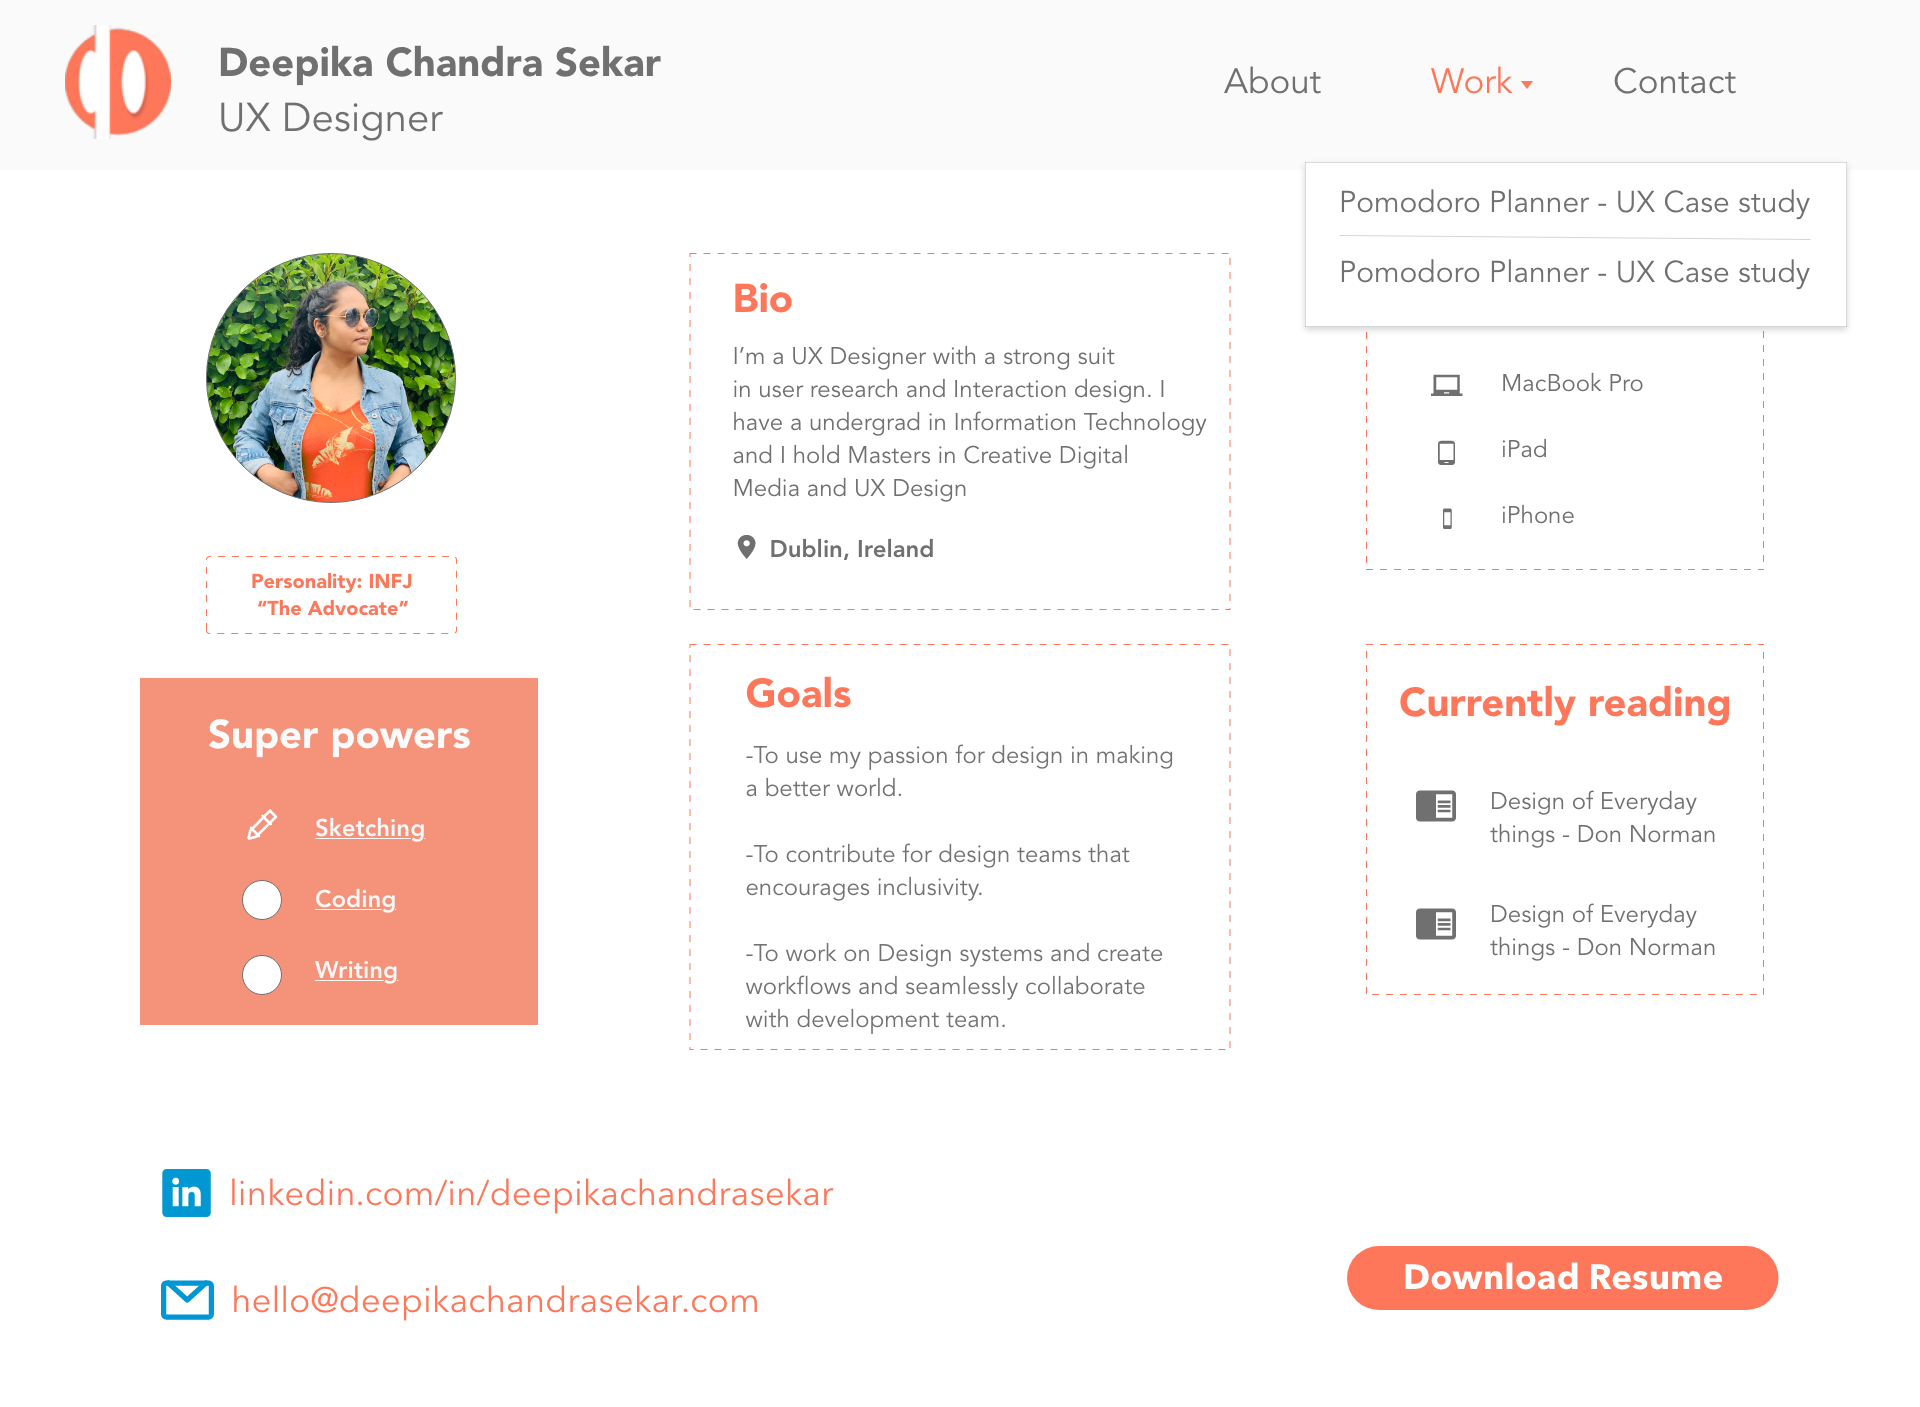 Deepika Chandra Sekar
UX Designer
About
Work
Contact
Pomodoro Planner - UX Case study
Pomodoro Planner - UX Case study
Personality: INFJ
“The Advocate”
Super powers
Sketching
Coding
Writing
Bio
I’m a UX Designer with a strong suit
in user research and Interaction design. I
have a undergrad in Information Technology
and I hold Masters in Creative Digital
Media and UX Design
Dublin, Ireland
Goals
-To use my passion for design in making
a better world.
-To contribute for design teams that
encourages inclusivity.
-To work on Design systems and create
workflows and seamlessly collaborate
with development team.
MacBook Pro
iPad
iPhone
Currently reading
Design of Everyday
things - Don Norman
Design of Everyday
things - Don Norman
in
linkedin.com/in/deepikachandrasekar
hello@deepikachandrasekar.com
Download Resume